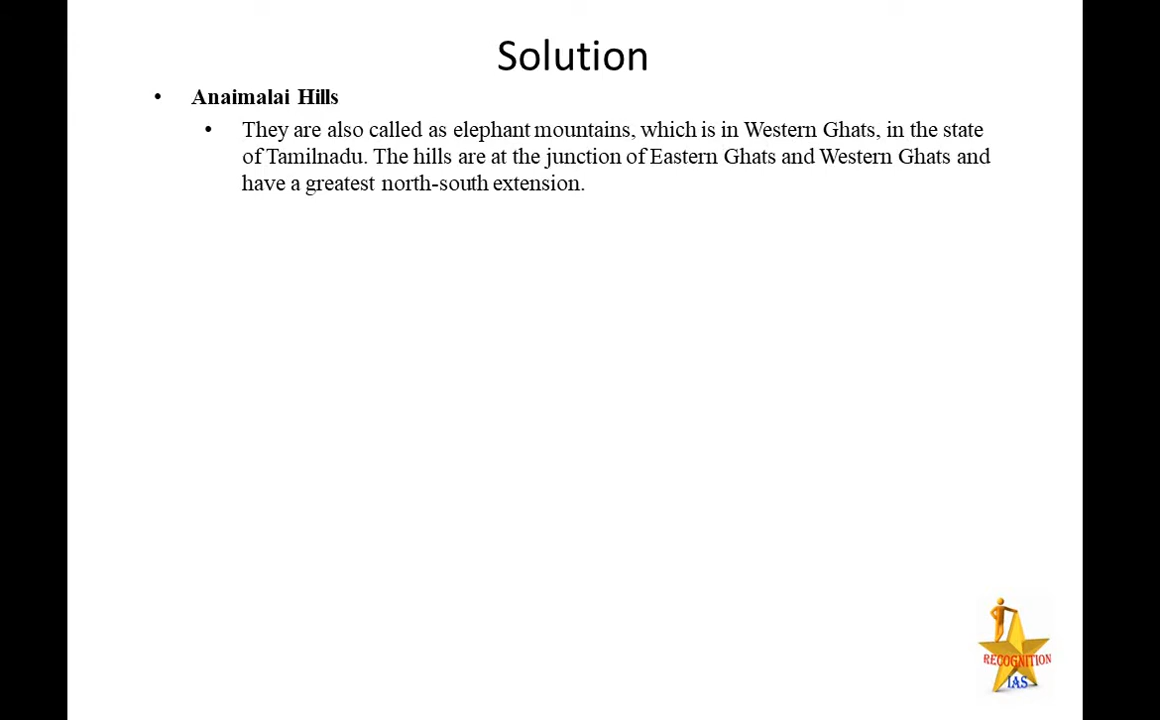 Solution
• Anaimalai Hills
• They are also called as elephant mountains, which is in Western Ghats, in the state
of Tamilnadu. The hills are at the junction of Eastern Ghats and Western Ghats and
have a greatest north-south extension.
RECOGNITION
IAS